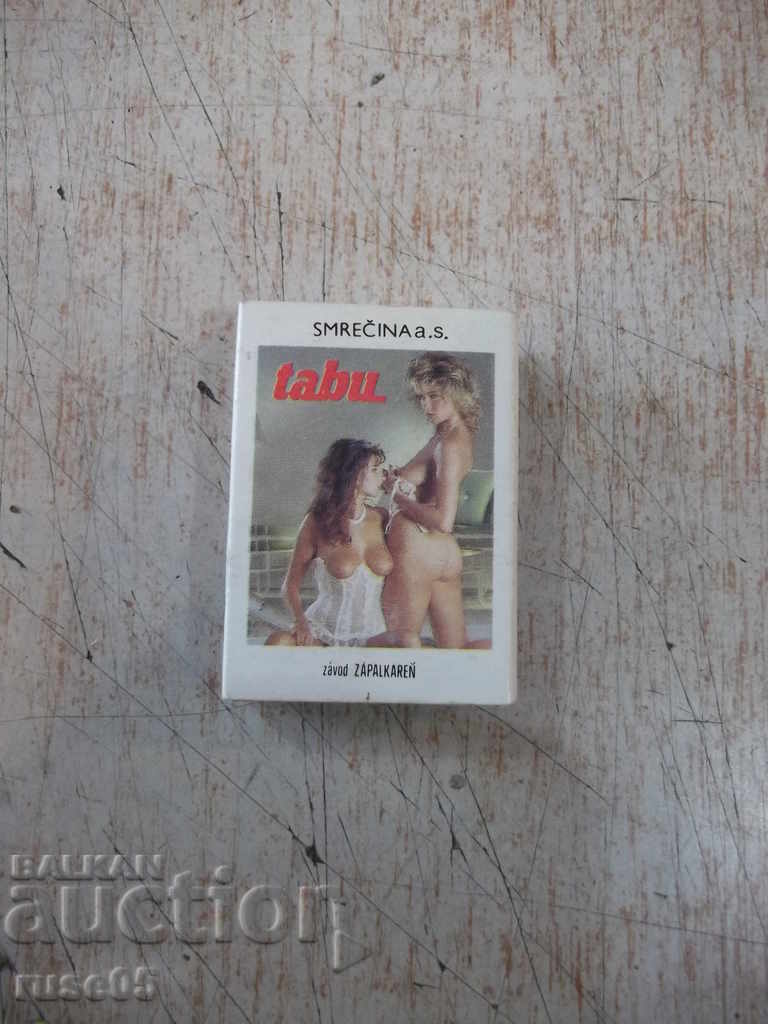 SMREČINA a.s.
tabu
závod ZÁPALKAREŇ
BALKAN
auction
ruse05